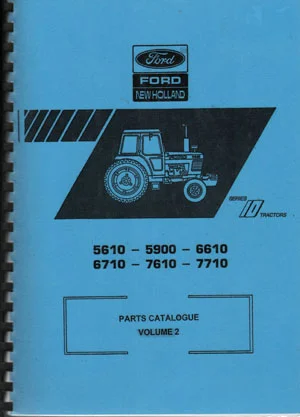 Ford
FORD
NEW HOLLAND
SERIES
10 TRACTORS
5610 – 5900 – 6610
6710 – 7610 – 7710
PARTS CATALOGUE
VOLUME 2